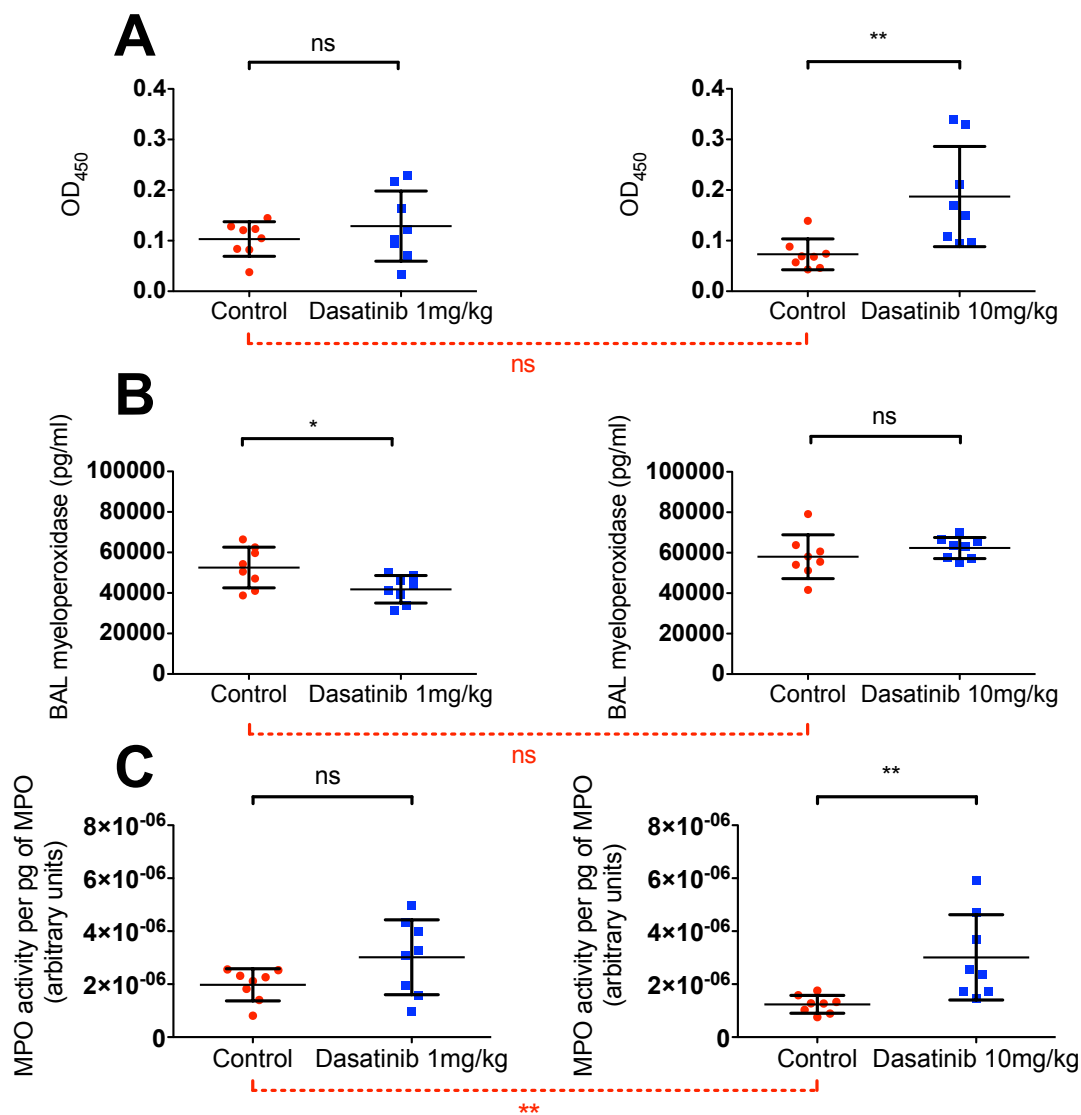 A
ns
**
0.4
0.3
0.2
0.1
0.0
OD450
Control Dasatinib 1mg/kg
0.4
0.3
0.2
0.1
0.0
OD450
Control Dasatinib 10mg/kg
ns
B
*
ns
100000
80000
60000
40000
20000
0
BAL myeloperoxidase (pg/ml)
Control Dasatinib 1mg/kg
100000
80000
60000
40000
20000
0
BAL myeloperoxidase (pg/ml)
Control Dasatinib 10mg/kg
ns
C
ns
**
8×10-06
6×10-06
4×10-06
2×10-06
0
MPO activity per pg of MPO
(arbitrary units)
Control Dasatinib 1mg/kg
8×10-06
6×10-06
4×10-06
2×10-06
0
MPO activity per pg of MPO
(arbitrary units)
Control Dasatinib 10mg/kg
**